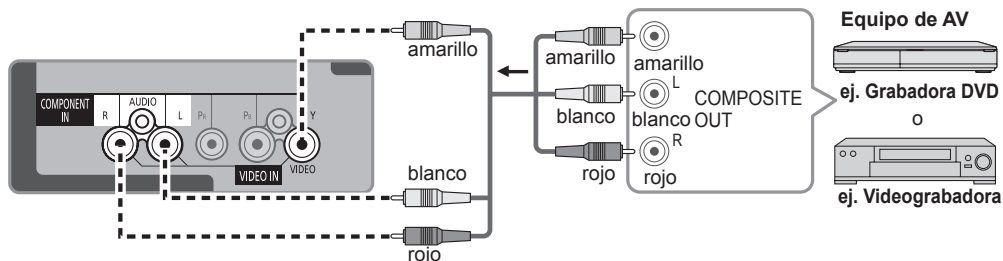 amarillo
amarillo
amarillo
Equipo de AV
COMPONENT
IN
R
AUDIO
L
PR
PB
Y
VIDEO IN
VIDEO
blanco
rojo
blanco
rojo
L
blanco
COMPOSITE
OUT
R
rojo
ej. Grabadora DVD
o
ej. Videograbadora